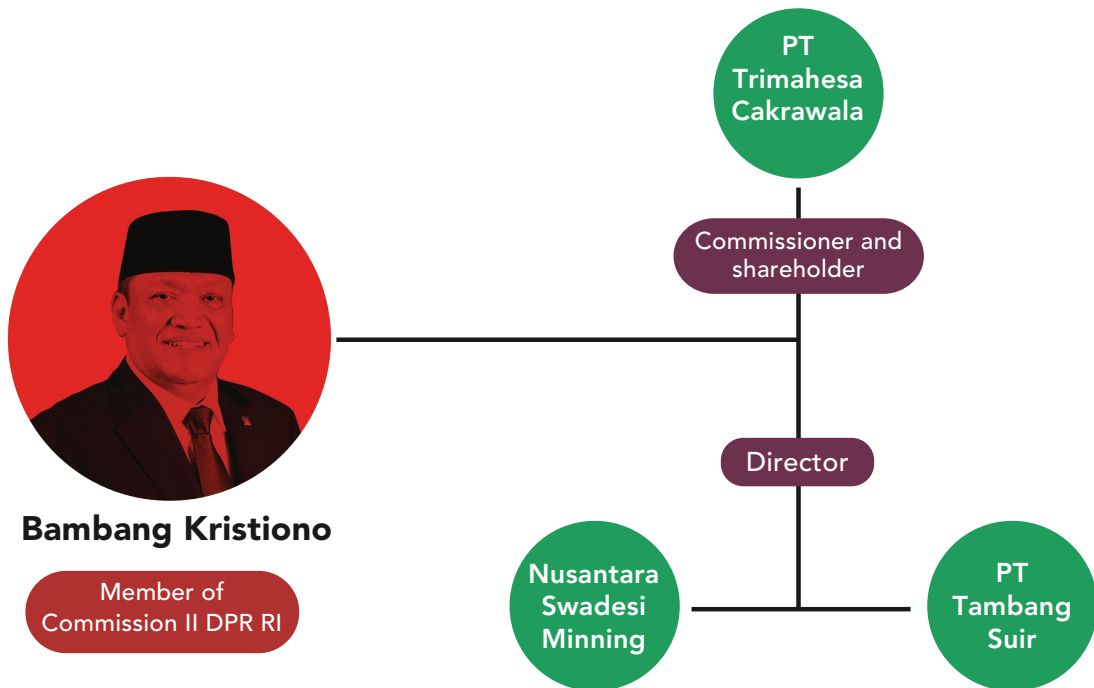 PT
Trimahesa
Cakrawala
Commissioner and
shareholder
Director
Bambang Kristiono
Member of
Commission II DPR RI
Nusantara
Swadesi
Minning
PT
Tambang
Suir